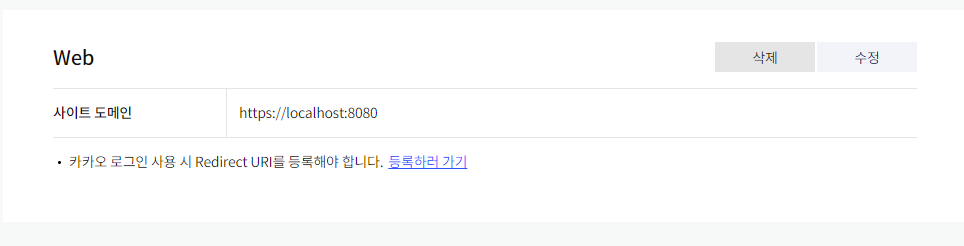 Web
삭제
수정
사이트 도메인
https://localhost:8080
• 카카오 로그인 사용 시 Redirect URI를 등록해야 합니다. 등록하러 가기